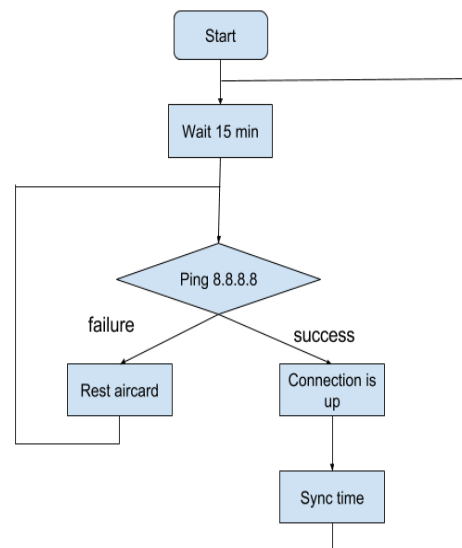 Start
Wait 15 min
Ping 8.8.8.8
failure
success
Rest aircard
Connection is
up
Sync time